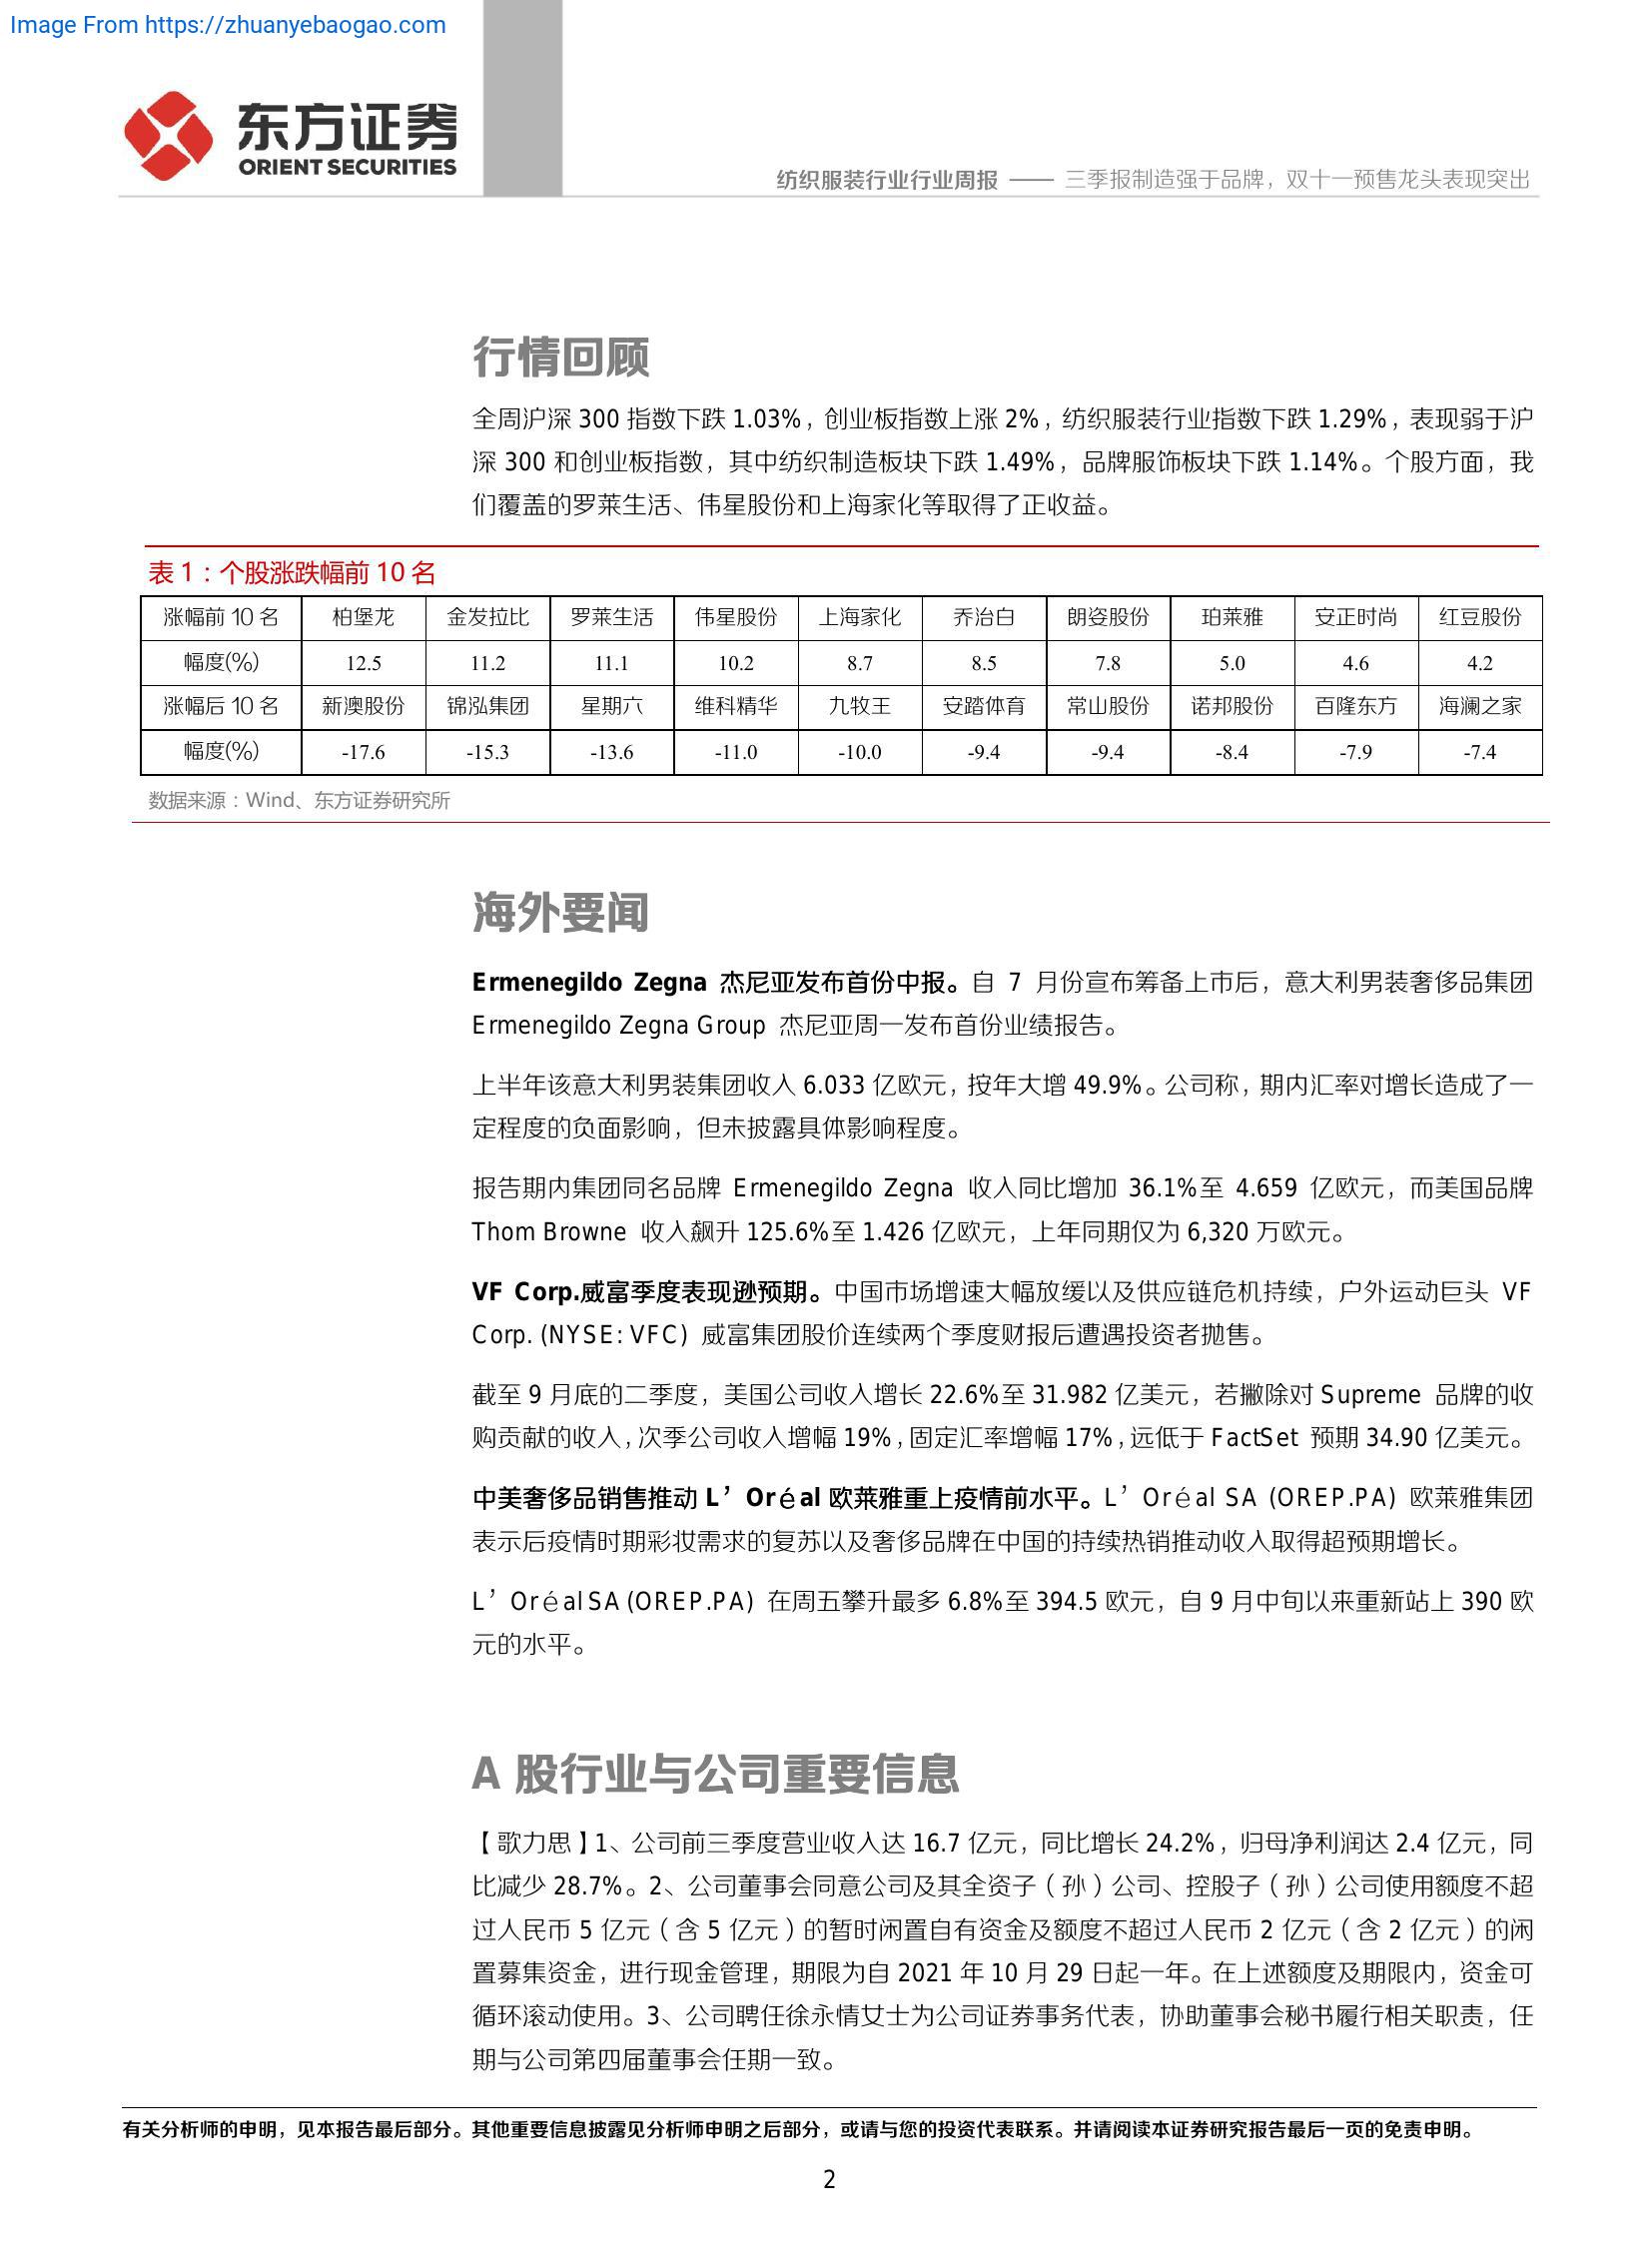 Image From https://zhuanyebaogao.com
东方证券
ORIENT SECURITIES
纺织服装行业行业周报 —— 三季报制造强于品牌，双十一预售龙头表现突出
行情回顾
全周沪深 300 指数下跌 1.03%，创业板指数上涨 2%，纺织服装行业指数下跌 1.29%，表现弱于沪
深 300 和创业板指数，其中纺织制造板块下跌 1.49%，品牌服饰板块下跌 1.14%。个股方面，我
们覆盖的罗莱生活、伟星股份和上海家化等取得了正收益。
表 1：个股涨跌幅前 10 名
涨幅前 10 名 柏堡龙 金发拉比 罗莱生活 伟星股份 上海家化 乔治白 朗姿股份 珀莱雅 安正时尚 红豆股份
幅度(%) 12.5 11.2 11.1 10.2 8.7 8.5 7.8 5.0 4.6 4.2
涨幅后 10 名 新澳股份 锦泓集团 星期六 维科精华 九牧王 安踏体育 常山股份 诺邦股份 百隆东方 海澜之家
幅度(%) -17.6 -15.3 -13.6 -11.0 -10.0 -9.4 -9.4 -8.4 -7.9 -7.4
数据来源：Wind、东方证券研究所
海外要闻
Ermenegildo Zegna 杰尼亚发布首份中报。自 7 月份宣布筹备上市后，意大利男装奢侈品集团
Ermenegildo Zegna Group 杰尼亚周一发布首份业绩报告。
上半年该意大利男装集团收入 6.033 亿欧元，按年大增 49.9%。公司称，期内汇率对增长造成了一
定程度的负面影响，但未披露具体影响程度。
报告期内集团同名品牌 Ermenegildo Zegna 收入同比增加 36.1%至 4.659 亿欧元，而美国品牌
Thom Browne 收入飙升 125.6%至 1.426 亿欧元，上年同期仅为 6,320 万欧元。
VF Corp.威富季度表现逊预期。中国市场增速大幅放缓以及供应链危机持续，户外运动巨头 VF
Corp. (NYSE: VFC) 威富集团股价连续两个季度财报后遭遇投资者抛售。
截至 9 月底的二季度，美国公司收入增长 22.6%至 31.982 亿美元，若撇除对 Supreme 品牌的收
购贡献的收入，次季公司收入增幅 19%，固定汇率增幅 17%，远低于 FactSet 预期 34.90 亿美元。
中美奢侈品销售推动 L’Oréal 欧莱雅重上疫情前水平。L’Oréal SA (OREP.PA) 欧莱雅集团
表示后疫情时期彩妆需求的复苏以及奢侈品牌在中国的持续热销推动收入取得超预期增长。
L’Oréal SA (OREP.PA) 在周五攀升最多 6.8%至 394.5 欧元，自 9 月中旬以来重新站上 390 欧
元的水平。
A 股行业与公司重要信息
【歌力思】1、公司前三季度营业收入达 16.7 亿元，同比增长 24.2%，归母净利润达 2.4 亿元，同
比减少 28.7%。2、公司董事会同意公司及其全资子（孙）公司、控股子（孙）公司使用额度不超
过人民币 5 亿元（含 5 亿元）的暂时闲置自有资金及额度不超过人民币 2 亿元（含 2 亿元）的闲
置募集资金，进行现金管理，期限为自 2021 年 10 月 29 日起一年。在上述额度及期限内，资金可
循环滚动使用。3、公司聘任徐永情女士为公司证券事务代表，协助董事会秘书履行相关职责，任
期与公司第四届董事会任期一致。
有关分析师的申明，见本报告最后部分。其他重要信息披露见分析师申明之后部分，或请与您的投资代表联系。并请阅读本证券研究报告最后一页的免责申明。
2